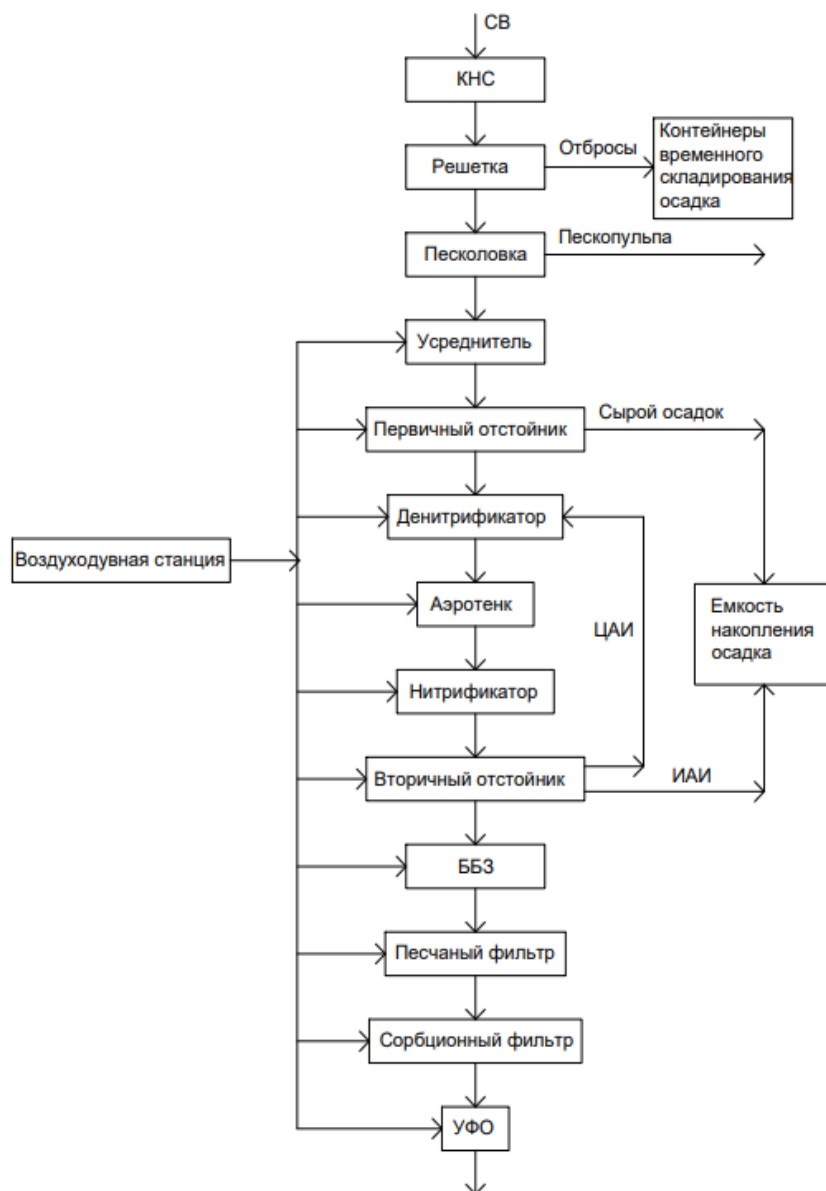 СВ
КНС
Решетка
Отбросы
Контейнеры
временного
складирования
осадка
Песколовка
Пескопульпа
Усреднитель
Первичный отстойник
Сырой осадок
Денитрификатор
Воздуходувная станция
Аэротенк
ЦАИ
Емкость
накопления
осадка
Нитрификатор
Вторичный отстойник
ИАИ
ББЗ
Песчаный фильтр
Сорбционный фильтр
УФО